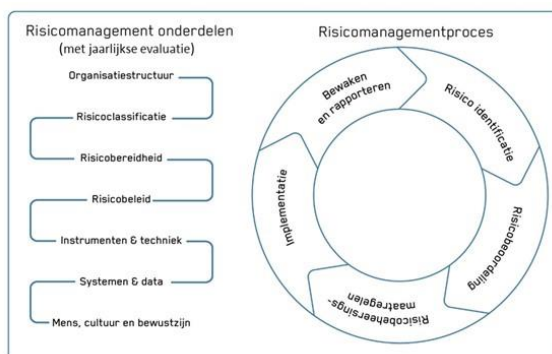 Risicomanagement onderdelen
(met jaarlijkse evaluatie)
Organisatiestructuur
Risicoclassificatie
Risicobereidheid
Risicobeleid
Instrumenten & techniek
Systemen & data
Mens, cultuur en bewustzijn
Risicomanagementproces
Bewaken
en rapporteren
Risico identificatie
Risicobeoordeling
Risicobeheersings-
maatregelen
Implementatie